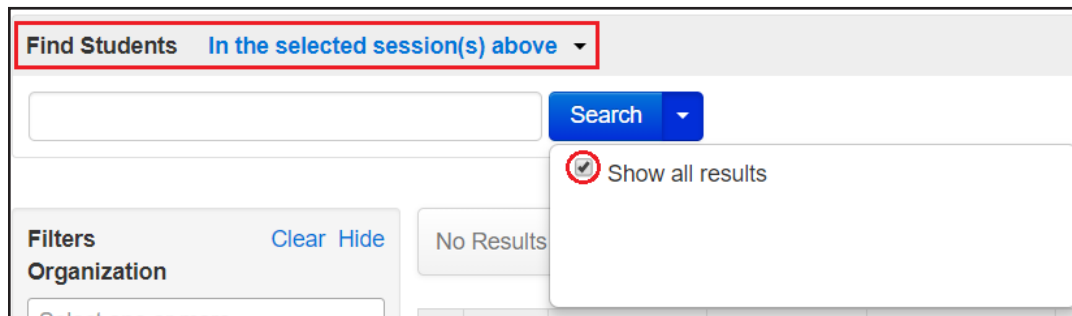 Find Students In the selected session(s) above
Search
Show all results
Filters Clear Hide
No Results
Organization